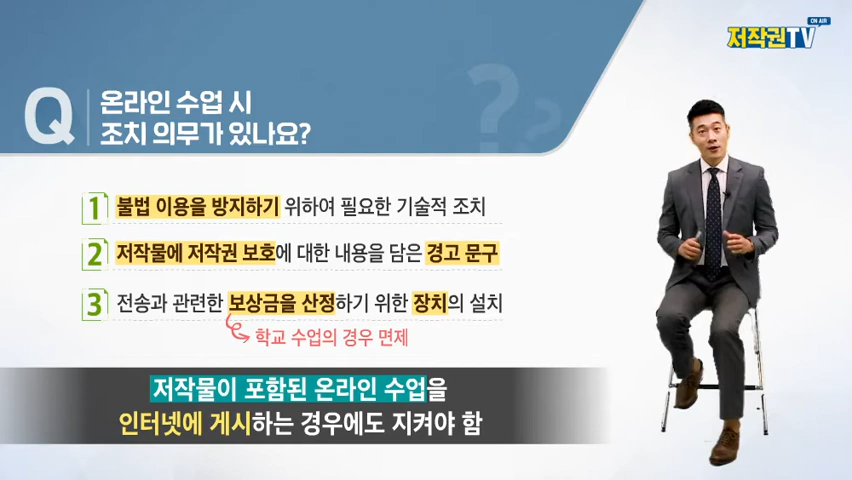 ON AIR
저작권TV
Q
온라인 수업 시
조치 의무가 있나요?
1 불법 이용을 방지하기 위하여 필요한 기술적 조치
2 저작물에 저작권 보호에 대한 내용을 담은 경고 문구
3 전송과 관련한 보상금을 산정하기 위한 장치의 설치
학교 수업의 경우 면제
저작물이 포함된 온라인 수업을
인터넷에 게시하는 경우에도 지켜야 함